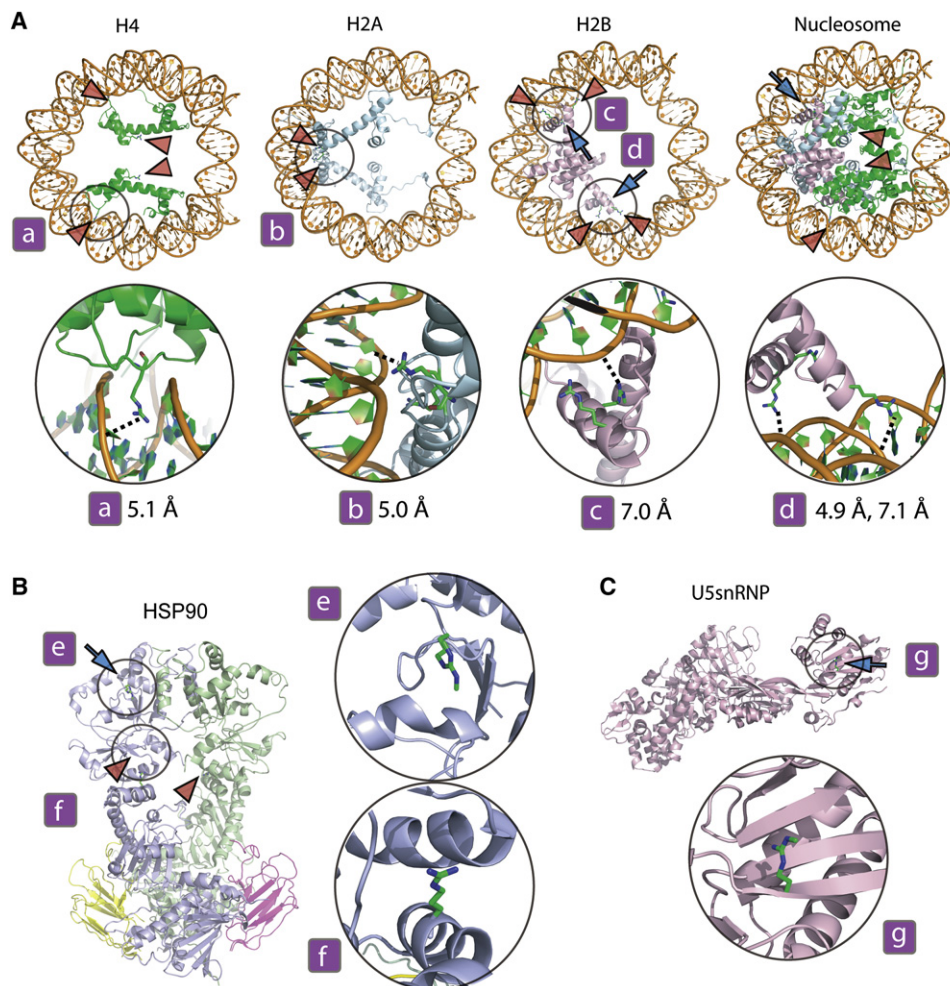 A
H4
H2A
H2B
Nucleosome
c
d
a
b
a 5.1 Å
b 5.0 Å
c 7.0 Å
d 4.9 Å, 7.1 Å
B
HSP90
e
f
e
f
C
U5snRNP
g
g